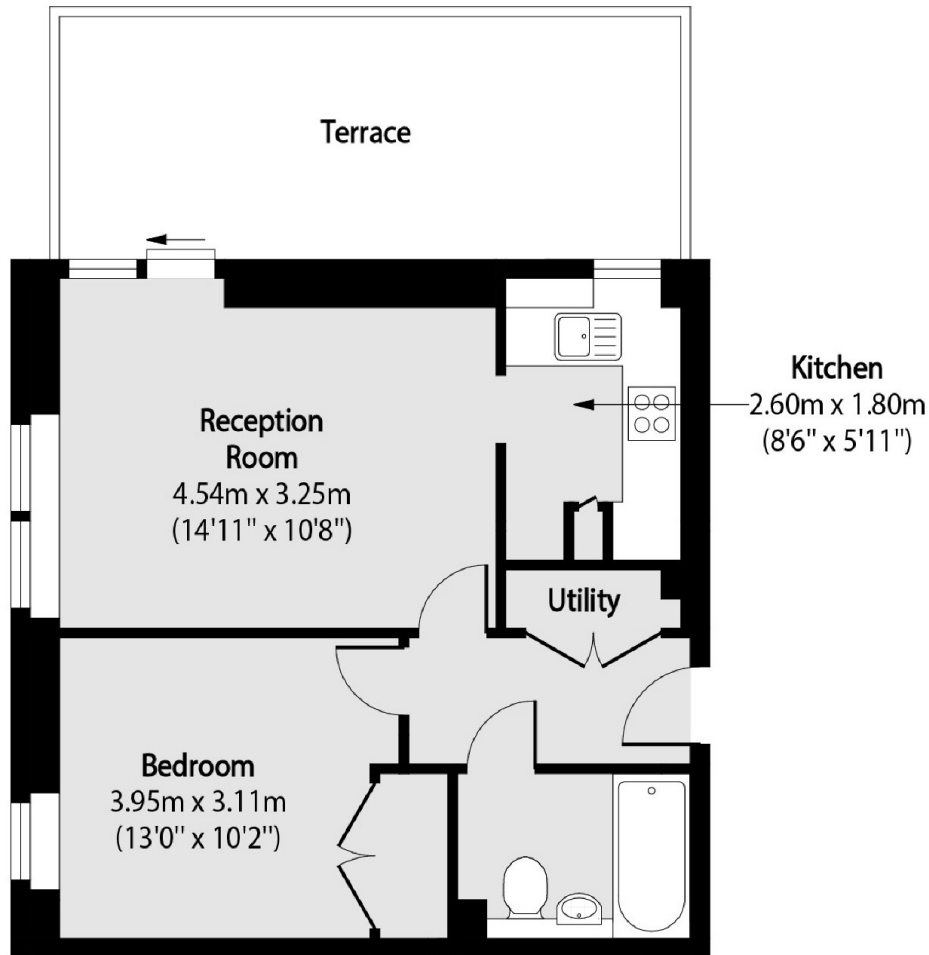 Terrace
Kitchen
2.60m x 1.80m
(8'6" x 5'11")
Reception
Room
4.54m x 3.25m
(14'11" x 10'8")
Utility
Bedroom
3.95m x 3.11m
(13'0" x 10'2")